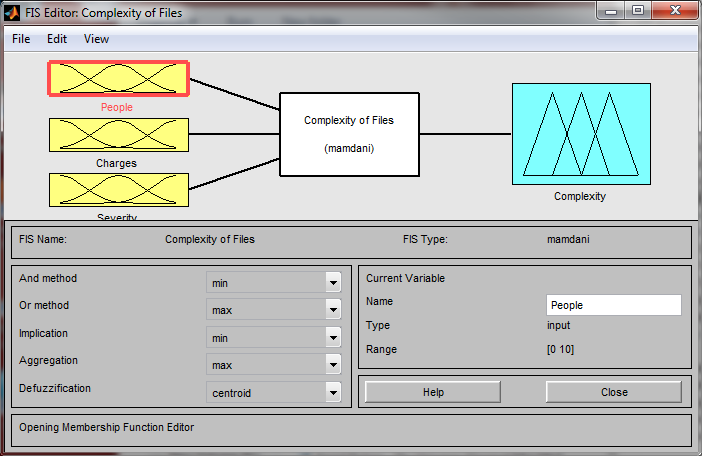 FIS Editor: Complexity of Files
File Edit View
People
Charges
Severity
Complexity of Files
(mamdani)
Complexity
FIS Name: Complexity of Files FIS Type: mamdani
And method min
Or method max
Implication min
Aggregation max
Defuzzification centroid
Current Variable
Name People
Type input
Range [0 10]
Help Close
Opening Membership Function Editor